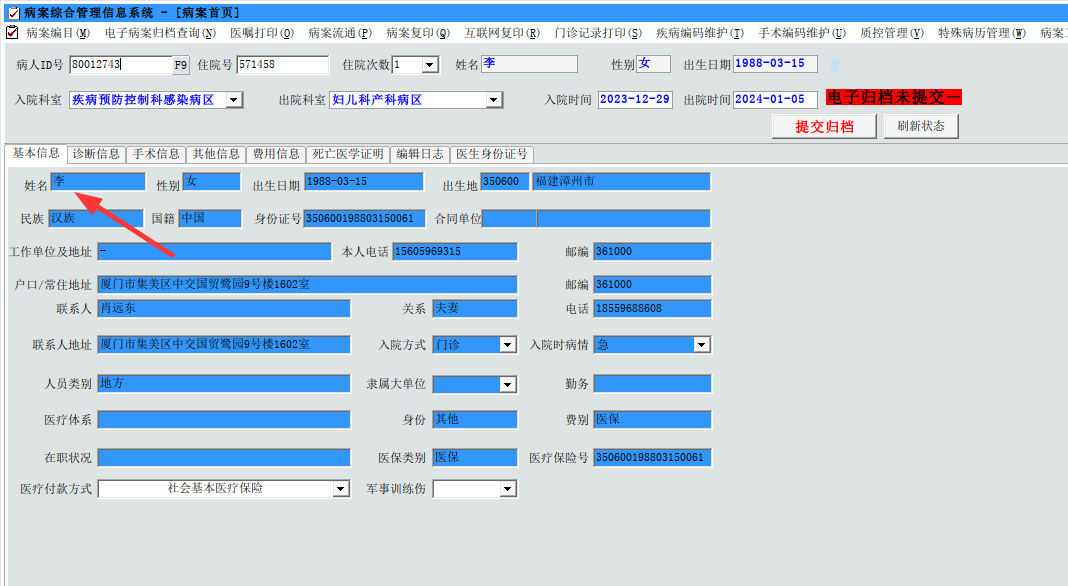 病案综合管理信息系统 - [病案首页]
病案编目(M) 电子病案归档查询(N) 医嘱打印(O) 病案流通(P) 病案复印(Q) 互联网复印(R) 门诊记录打印(S) 疾病编码维护(T) 手术编码维护(U) 质控管理(V) 特殊病历管理(W) 病案
病人ID号 80012743 F9 住院号 571458 住院次数 1 姓名 李 性别 女 出生日期 1988-03-15
入院科室 疾病预防控制科感染病区 出院科室 妇儿科产科病区 入院时间 2023-12-29 出院时间 2024-01-05 电子归档未提交一
提交归档 刷新状态
基本信息 诊断信息 手术信息 其他信息 费用信息 死亡医学证明 编辑日志 医生身份证号
姓名 李 性别 女 出生日期 1988-03-15 出生地 350600 福建漳州市
民族 汉族 国籍 中国 身份证号 350600198803150061 合同单位
工作单位及地址 - 本人电话 15605969315 邮编 361000
户口/常住地址 厦门市集美区中交国贸鹭园9号楼1602室 邮编 361000
联系人 肖远东 关系 夫妻 电话 18559688608
联系人地址 厦门市集美区中交国贸鹭园9号楼1602室 入院方式 门诊 入院时病情 急
人员类别 地方 隶属大单位 勤务
医疗体系 身份 其他 费别 医保
在职状况 医保类别 医保 医疗保险号 350600198803150061
医疗付款方式 社会基本医疗保险 军事训练伤